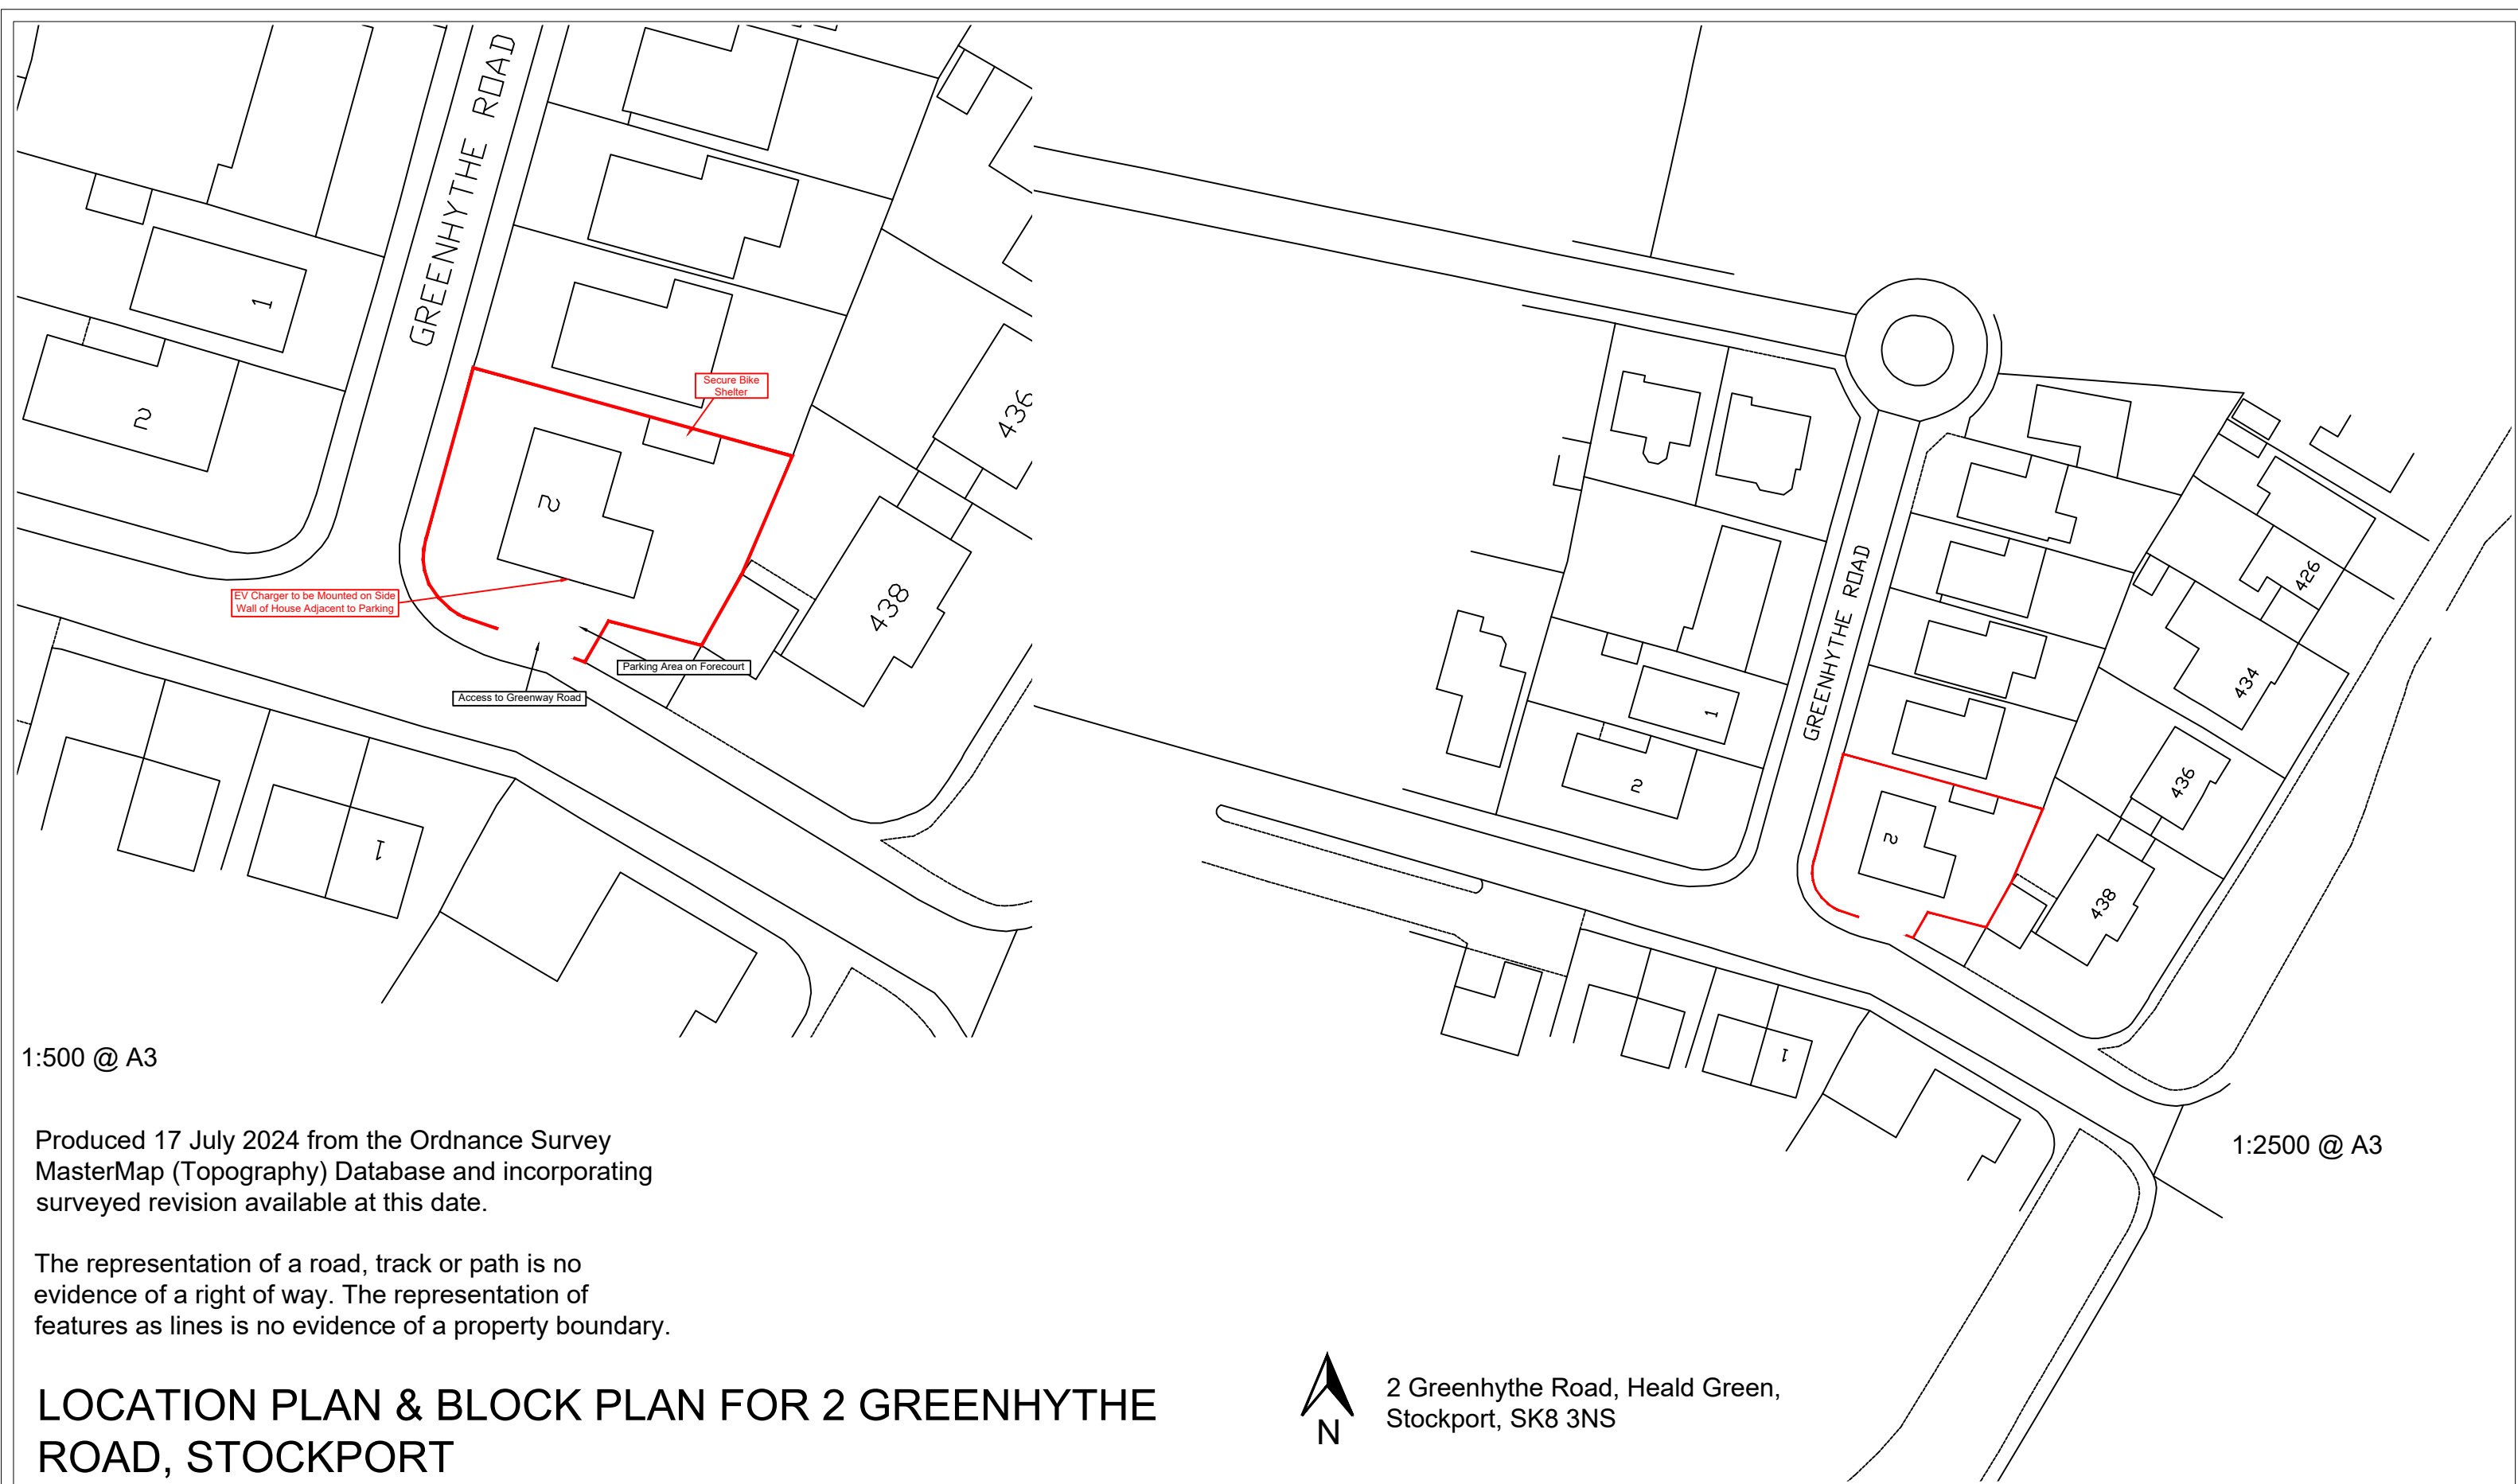 GREENHYTHE ROAD
1
2
Secure Bike
Shelter
436
2
EV Charger to be Mounted on Side
Wall of House Adjacent to Parking
438
Parking Area on Forecourt
Access to Greenway Road
1
1:500 @ A3
GREENHYTHE ROAD
426
434
1
436
2
2
438
1
1:2500 @ A3
Produced 17 July 2024 from the Ordnance Survey
MasterMap (Topography) Database and incorporating
surveyed revision available at this date.
The representation of a road, track or path is no
evidence of a right of way. The representation of
features as lines is no evidence of a property boundary.
LOCATION PLAN & BLOCK PLAN FOR 2 GREENHYTHE
ROAD, STOCKPORT
N
2 Greenhythe Road, Heald Green,
Stockport, SK8 3NS